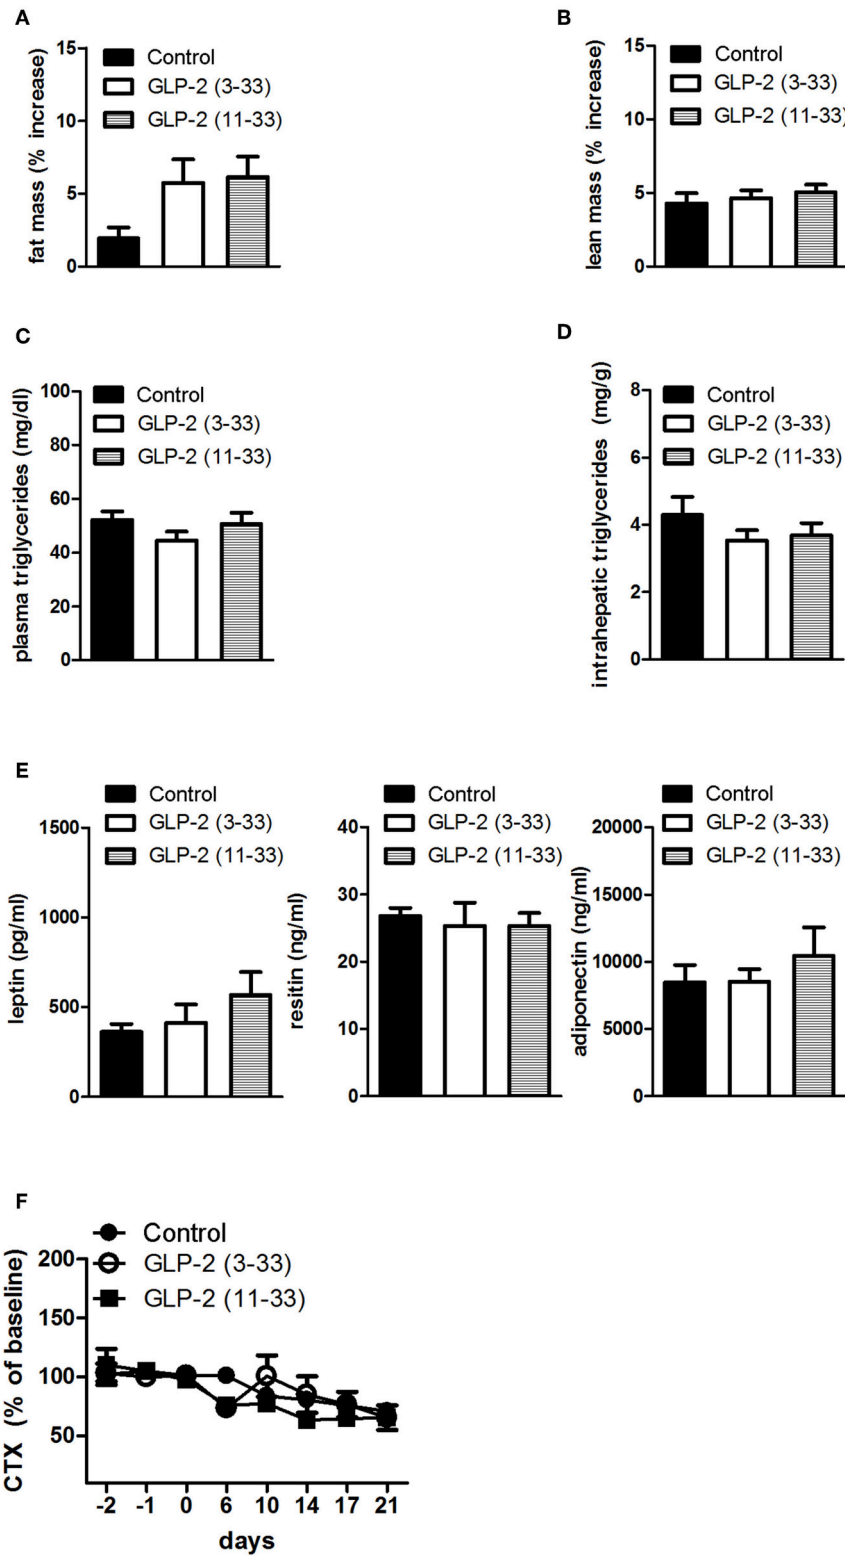 A
fat mass (% increase)
15
10
5
0
Control
GLP-2 (3-33)
GLP-2 (11-33)
B
lean mass (% increase)
15
10
5
0
Control
GLP-2 (3-33)
GLP-2 (11-33)
C
plasma triglycerides (mg/dl)
100
80
60
40
20
0
Control
GLP-2 (3-33)
GLP-2 (11-33)
D
intrahepatic triglycerides (mg/g)
8
6
4
2
0
Control
GLP-2 (3-33)
GLP-2 (11-33)
E
leptin (pg/ml)
1500
1000
500
0
Control
GLP-2 (3-33)
GLP-2 (11-33)
resitin (ng/ml)
40
30
20
10
0
Control
GLP-2 (3-33)
GLP-2 (11-33)
adiponectin (ng/ml)
20000
15000
10000
5000
0
Control
GLP-2 (3-33)
GLP-2 (11-33)
F
CTX (% of baseline)
200
150
100
50
Control
GLP-2 (3-33)
GLP-2 (11-33)
-2 -1 0 6 10 14 17 21
days